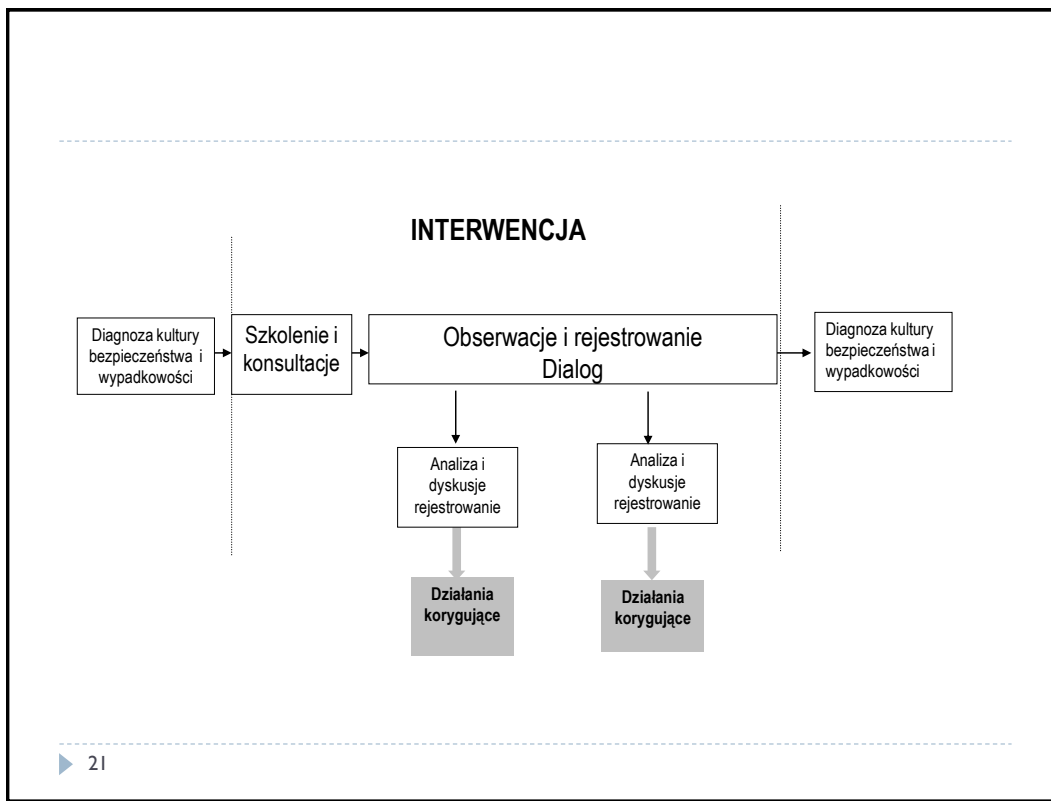 INTERWENCJA
Diagnoza kultury
bezpieczeństwa i
wypadkowości
Szkolenie i
konsultacje
Obserwacje i rejestrowanie
Dialog
Diagnoza kultury
bezpieczeństwa i
wypadkowości
Analiza i
dyskusje
rejestrowanie
Analiza i
dyskusje
rejestrowanie
Działania
korygujące
Działania
korygujące
21